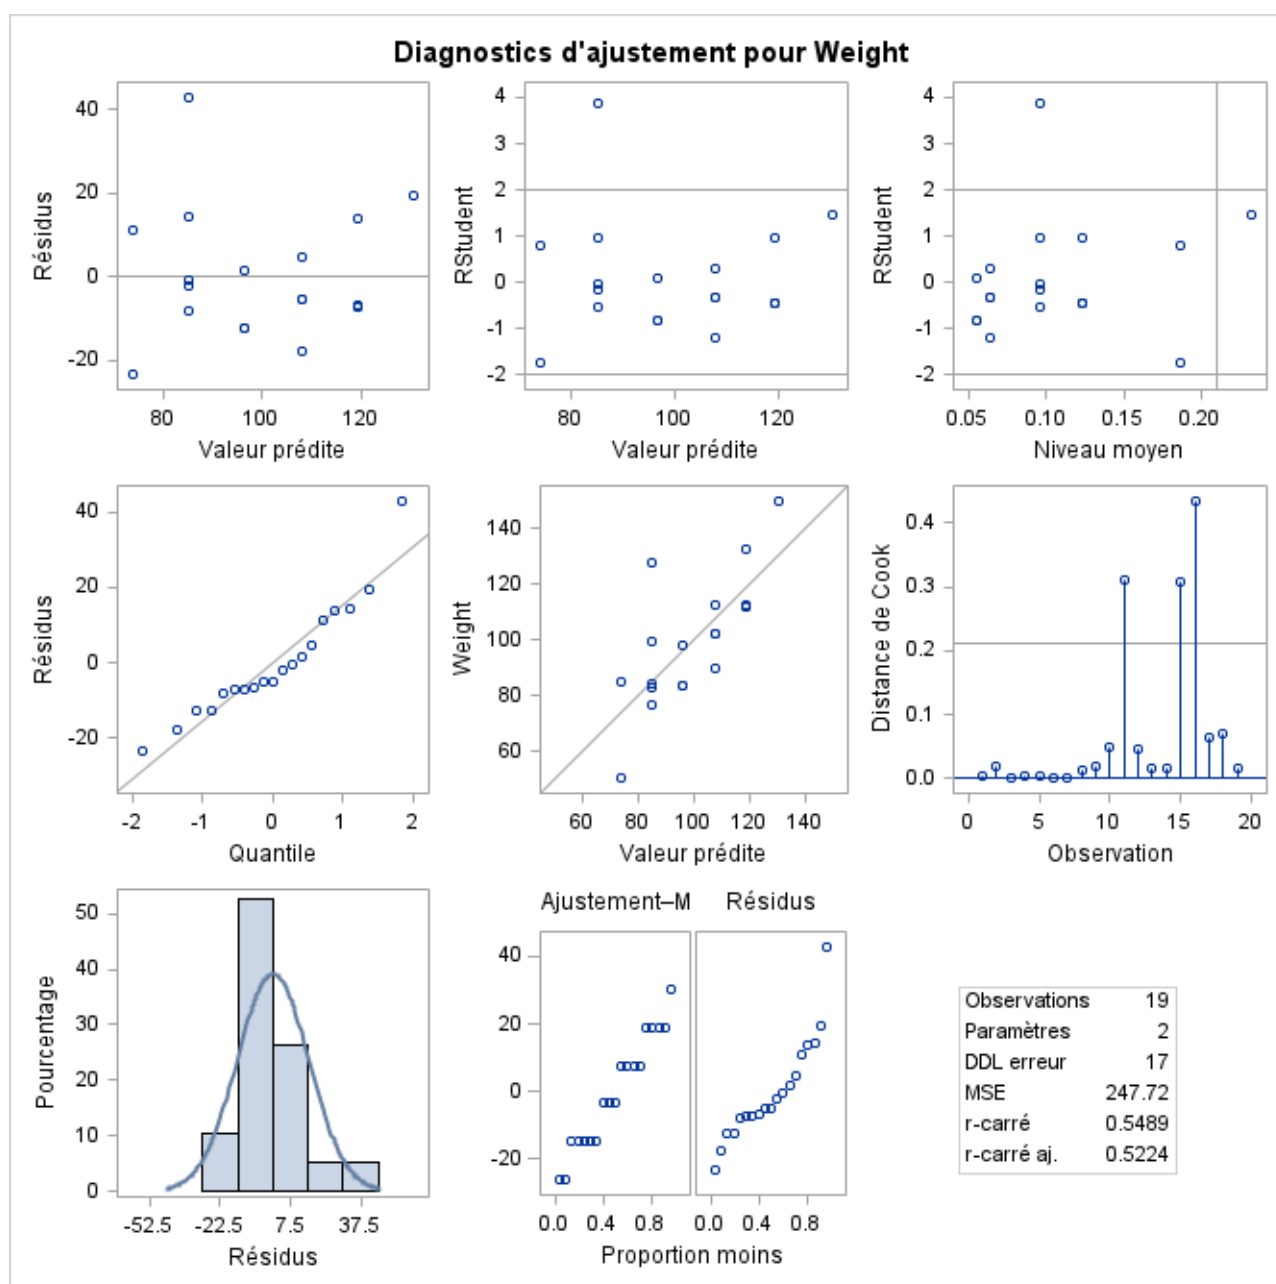 Diagnostics d'ajustement pour Weight
40
20
0
-20
80 100 120
Résidus
Valeur prédite
4
3
2
1
0
-1
-2
80 100 120
RStudent
Valeur prédite
4
3
2
1
0
-1
-2
0.05 0.10 0.15 0.20
RStudent
Niveau moyen
40
20
0
-20
-2 -1 0 1 2
Résidus
Quantile
140
120
100
80
60
60 80 100 120 140
Weight
Valeur prédite
0.4
0.3
0.2
0.1
0.0
0 5 10 15 20
Distance de Cook
Observation
50
40
30
20
10
0
-52.5 -22.5 7.5 37.5
Pourcentage
Résidus
Ajustement–M Résidus
40
20
0
-20
0.0 0.4 0.8 0.0 0.4 0.8
Proportion moins
Observations 19
Paramètres 2
DDL erreur 17
MSE 247.72
r-carré 0.5489
r-carré aj. 0.5224